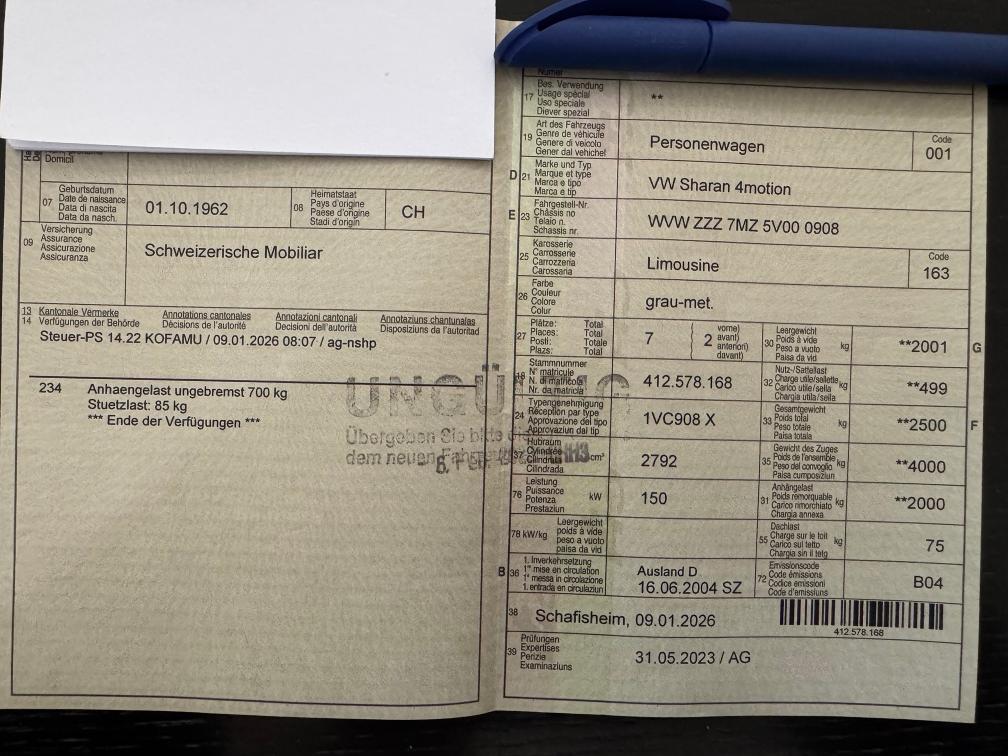 Domicil
07
Geburtsdatum
Date de naissance
Data di nascita
Data da nasch.
01.10.1962
08
Heimatstaat
Pays d'origine
Paese d'origine
Stadi d'origin
CH
09
Versicherung
Assurance
Assicurazione
Assicuranza
Schweizerische Mobiliar
13 Kantonale Vermerke Annotations cantonales Annotazioni cantonali Annotaziuns chantunalas
14 Verfügungen der Behörde Décisions de l'autorité Decisioni dell'autorità Disposiziuns da l'autoritad
Steuer-PS 14.22 KOFAMU / 09.01.2026 08:07 / ag-nshp
234 Anhaengelast ungebremst 700 kg
Stuetzlast: 85 kg
*** Ende der Verfügungen ***
Übergeben Sie bitte
dem neuen
Numer
17
Bes. Verwendung
Usage spécial
Uso speciale
Diever spezial
**
19
Art des Fahrzeugs
Genre de véhicule
Genere di veicolo
Gener dal vehichel
Personenwagen
Code
001
D 21
Marke und Typ
Marque et type
Marca e tipo
Marca e tip
VW Sharan 4motion
E 23
Fahrgestell-Nr.
Châssis no
Telaio n.
Schassis nr.
WVW ZZZ 7MZ 5V00 0908
25
Karosserie
Carrosserie
Carrozzeria
Carossaria
Limousine
Code
163
26
Farbe
Couleur
Colore
Colur
grau-met.
27
Plätze: Total
Places: Total
Posti: Totale
Plazs: Total
7
2
vorne)
avant)
anteriori)
davant)
30
Leergewicht
Poids à vide
Peso a vuoto
Paisa da vid
kg
**2001
G
18
Stammnummer
N° matricule
N. di matricola
Nr. da matricla
412.578.168
32
Nutz-/Sattellast
Charge utile/sellette
Carico utile/sella
Chargia utila/sella
kg
**499
24
Typengenehmigung
Réception par type
Approvazione del tipo
Approvaziun dal tip
1VC908 X
33
Gesamtgewicht
Poids total
Peso totale
Paisa totala
kg
**2500
F
37
Hubraum
Cylindrée
Cilindrata
Cilindrada
cm³
2792
35
Gewicht des Zuges
Poids de l'ensemble
Peso del convoglio
Paisa cumposiziun
kg
**4000
76
Leistung
Puissance
Potenza
Prestaziun
kW
150
31
Anhängelast
Poids remorquable
Carico rimorchiato
Chargia annexa
kg
**2000
78 kW/kg
Leergewicht
poids à vide
peso a vuoto
paisa da vid
55
Dachlast
Charge sur le toit
Carico sul tetto
Chargia sin il tetg
kg
75
B 36
1. Inverkehrsetzung
1re mise en circulation
1a messa in circolazione
1. entrada en circulaziun
Ausland D
16.06.2004 SZ
72
Emissionscode
Code émissions
Codice emissioni
Code d'emissiuns
B04
38
Schafisheim, 09.01.2026
412.578.168
39
Prüfungen
Expertises
Perizie
Examinaziuns
31.05.2023 / AG